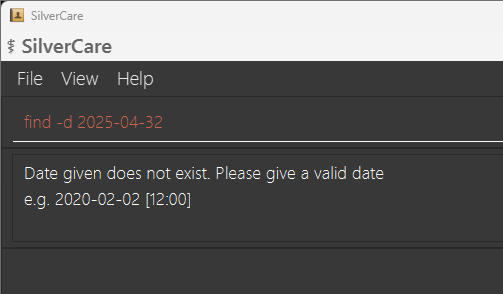 SilverCare
SilverCare
File View Help
find -d 2025-04-32
Date given does not exist. Please give a valid date
e.g. 2020-02-02 [12:00]